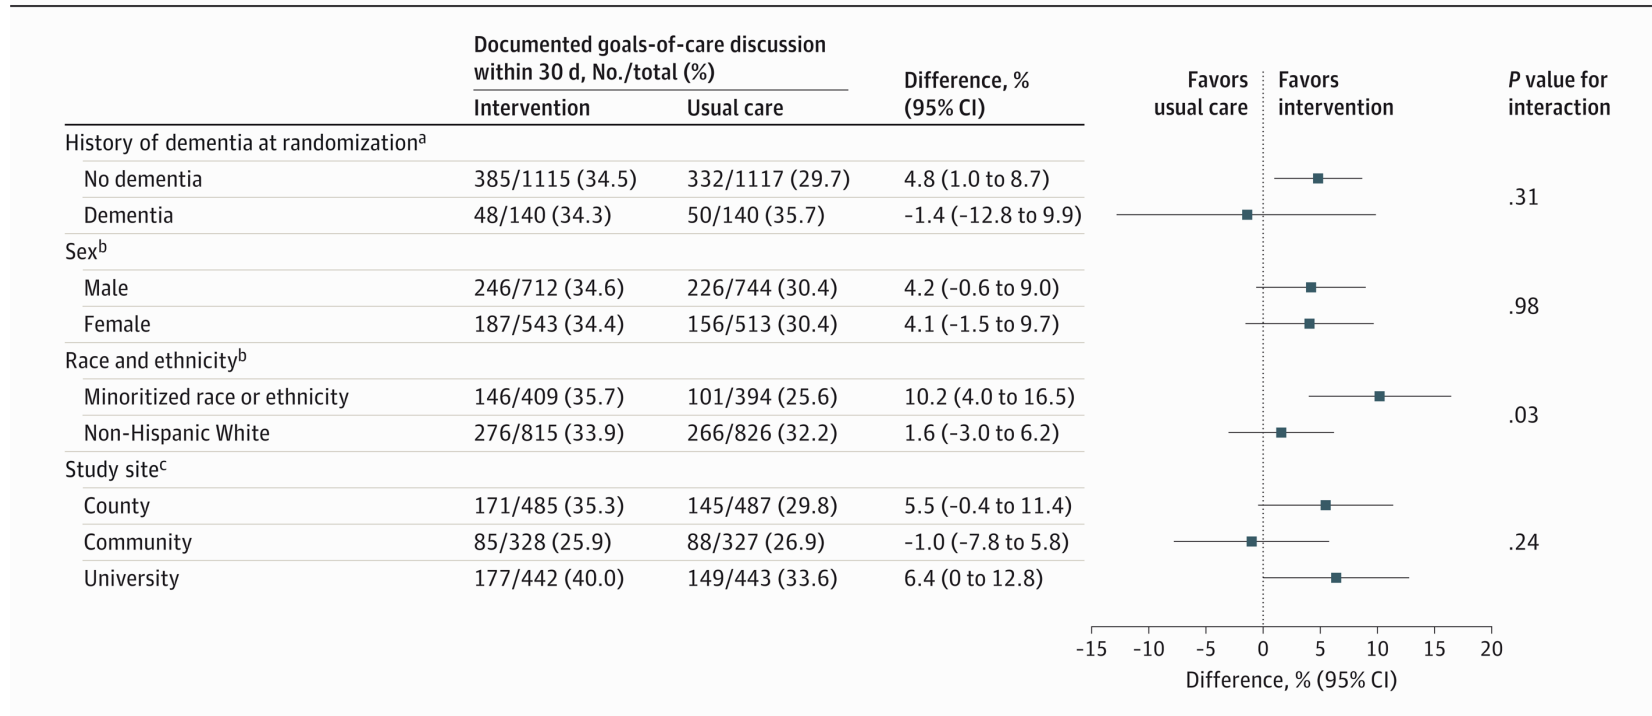 Documented goals-of-care discussion
within 30 d, No./total (%)
Intervention Usual care
Difference, %
(95% CI)
Favors
usual care
Favors
intervention
P value for
interaction
History of dementia at randomizationa
No dementia 385/1115 (34.5) 332/1117 (29.7) 4.8 (1.0 to 8.7)
Dementia 48/140 (34.3) 50/140 (35.7) -1.4 (-12.8 to 9.9)
.31
Sexb
Male 246/712 (34.6) 226/744 (30.4) 4.2 (-0.6 to 9.0)
Female 187/543 (34.4) 156/513 (30.4) 4.1 (-1.5 to 9.7)
.98
Race and ethnicityb
Minoritized race or ethnicity 146/409 (35.7) 101/394 (25.6) 10.2 (4.0 to 16.5)
Non-Hispanic White 276/815 (33.9) 266/826 (32.2) 1.6 (-3.0 to 6.2)
.03
Study sitec
County 171/485 (35.3) 145/487 (29.8) 5.5 (-0.4 to 11.4)
Community 85/328 (25.9) 88/327 (26.9) -1.0 (-7.8 to 5.8) .24
University 177/442 (40.0) 149/443 (33.6) 6.4 (0 to 12.8)
-15 -10 -5 0 5 10 15 20
Difference, % (95% CI)